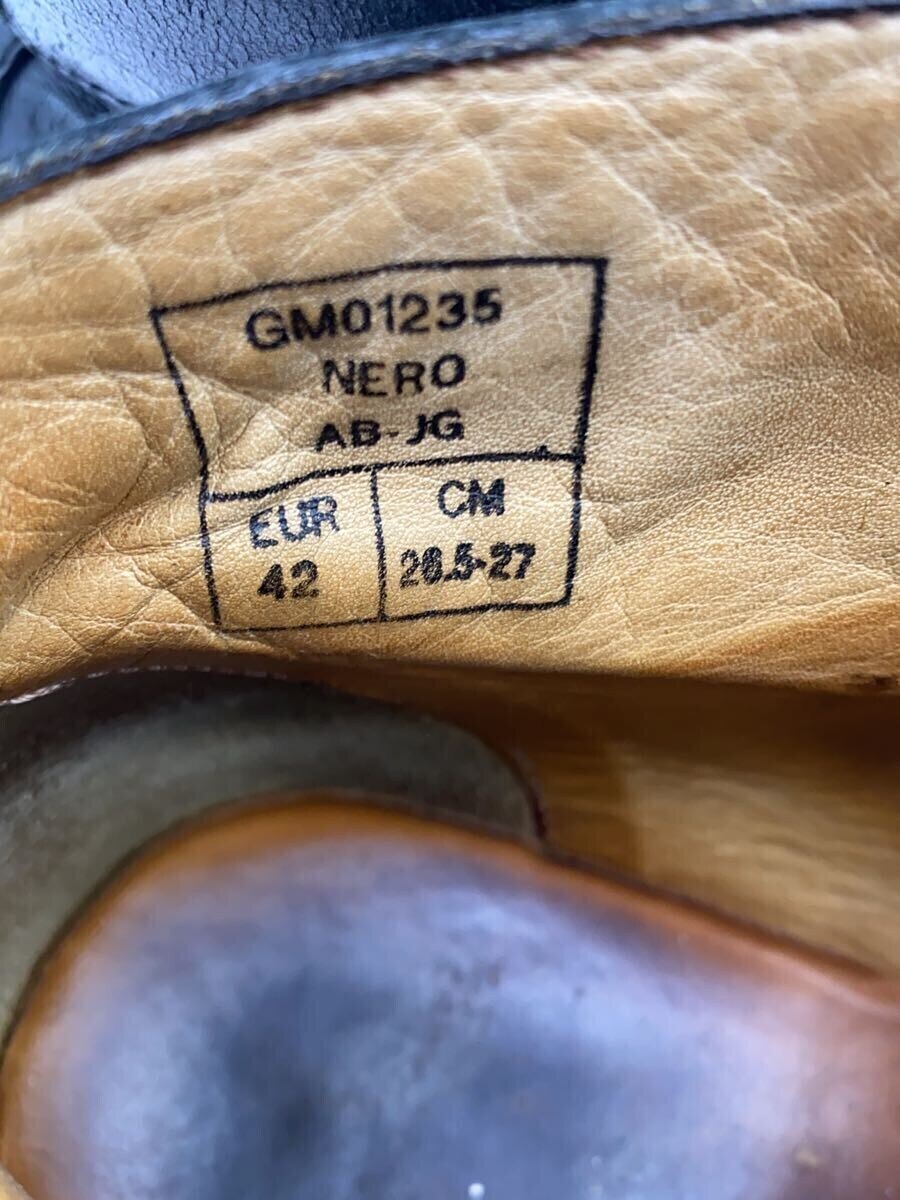 GM01235
NERO
AB-JG
EUR CM
42 26.5-27